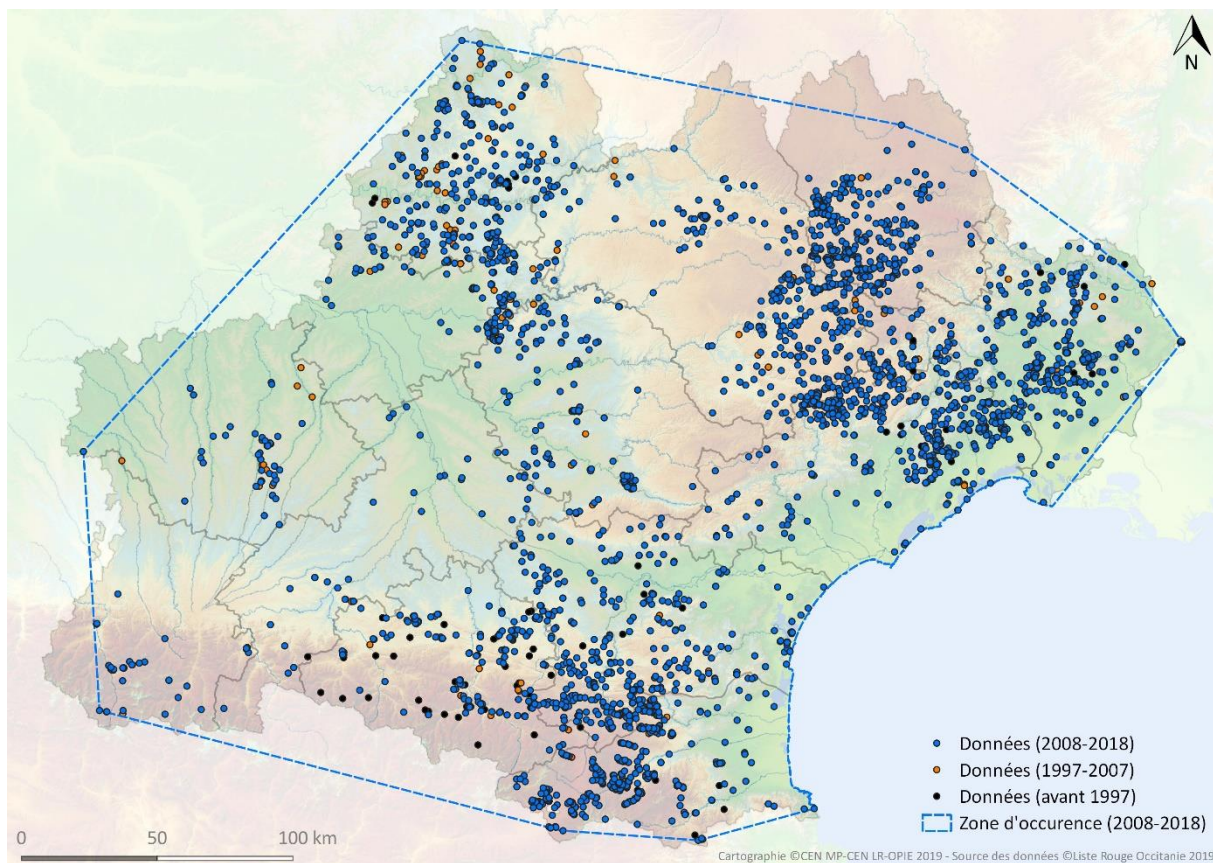 N
Données (2008-2018)
Données (1997-2007)
Données (avant 1997)
Zone d'occurence (2008-2018)
0 50 100 km
Cartographie ©CEN MP-CEN LR-OPIE 2019 - Source des données ©Liste Rouge Occitanie 2019